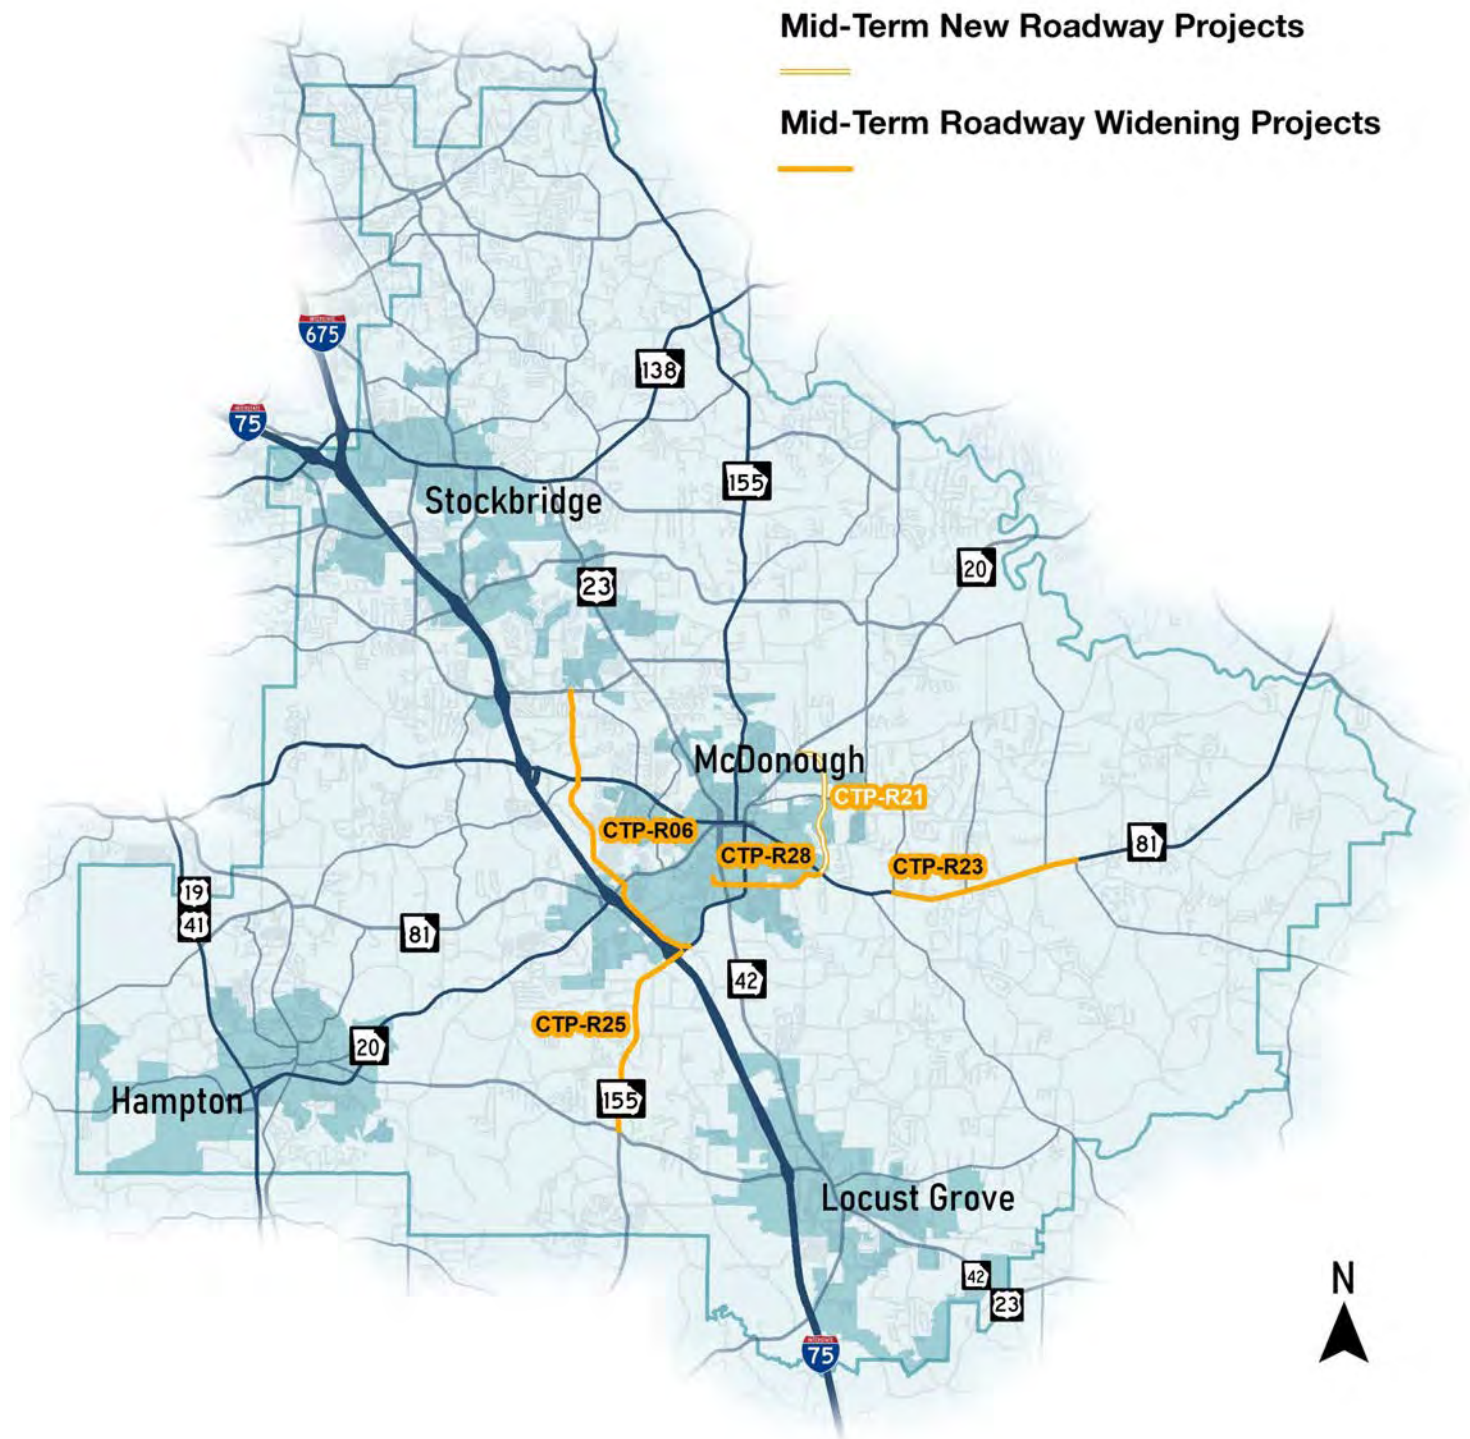 Mid-Term New Roadway Projects
Mid-Term Roadway Widening Projects
675
138
75
155
Stockbridge
20
23
McDonough
CTP-R21
CTP-R06
81
CTP-R28
CTP-R23
19
41
81
42
CTP-R25
20
155
Hampton
Locust Grove
42
23
N
75